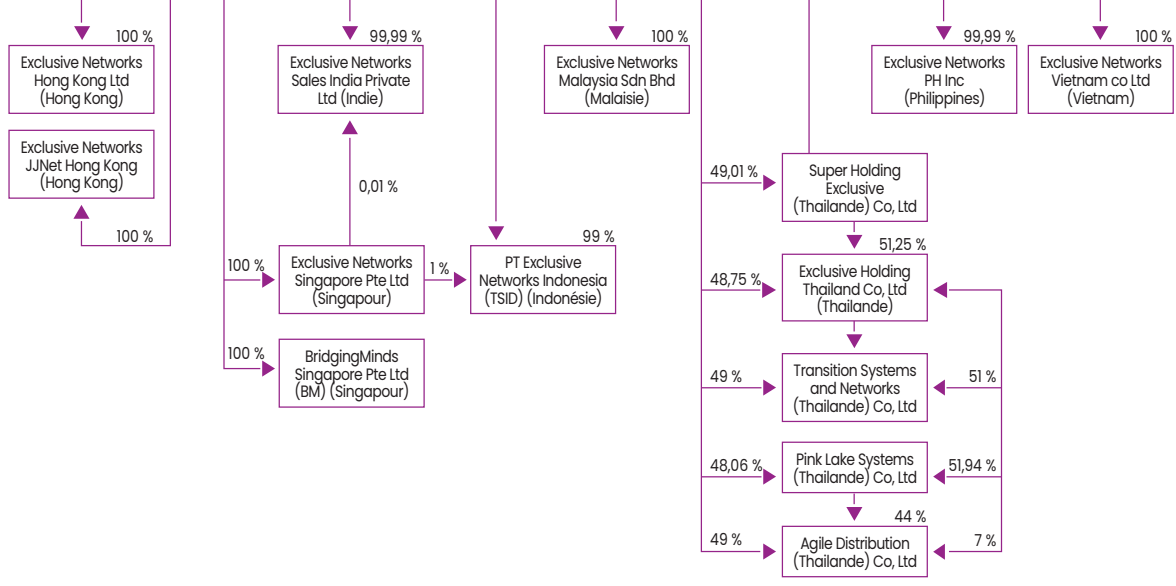 100 %
Exclusive Networks
Hong Kong Ltd
(Hong Kong)
99,99 %
Exclusive Networks
Sales India Private
Ltd (Indie)
100 %
Exclusive Networks
Malaysia Sdn Bhd
(Malaisie)
99,99 %
Exclusive Networks
PH Inc
(Philippines)
100 %
Exclusive Networks
Vietnam co Ltd
(Vietnam)
Exclusive Networks
JJNet Hong Kong
(Hong Kong)
100 %
0,01 %
49,01 %
Super Holding
Exclusive
(Thailande) Co, Ltd
100 %
Exclusive Networks
Singapore Pte Ltd
(Singapour)
1 %
99 %
PT Exclusive
Networks Indonesia
(TSID) (Indonésie)
51,25 %
48,75 %
Exclusive Holding
Thailand Co, Ltd
(Thailande)
100 %
BridgingMinds
Singapore Pte Ltd
(BM) (Singapour)
49 %
Transition Systems
and Networks
(Thailande) Co, Ltd
51 %
48,06 %
Pink Lake Systems
(Thailande) Co, Ltd
51,94 %
44 %
49 %
Agile Distribution
(Thailande) Co, Ltd
7 %